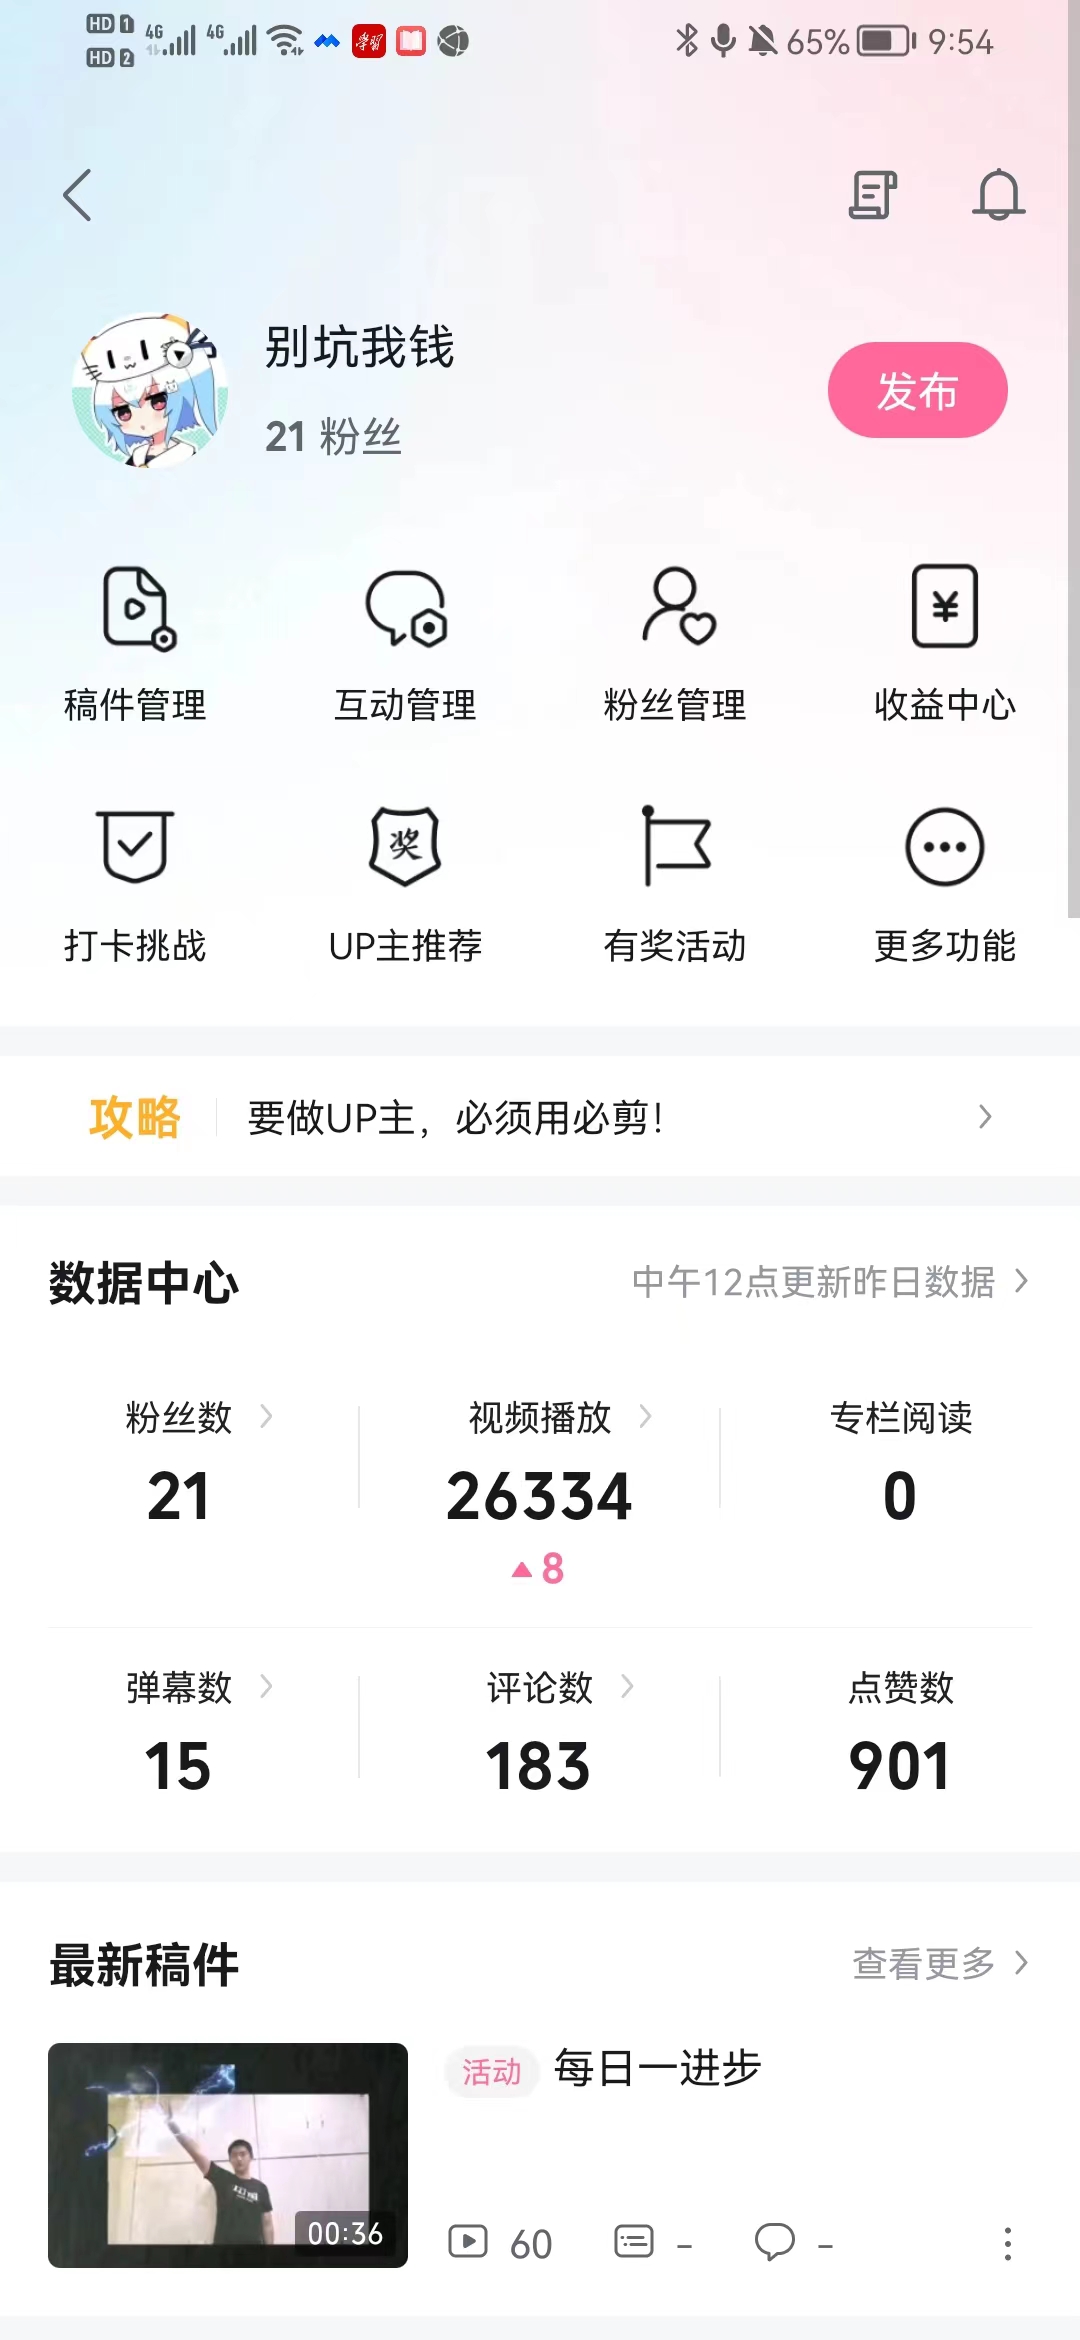 HD 1 4G 4G 学习 65% 9:54
HD 2
别坑我钱
发布
21 粉丝
稿件管理 互动管理 粉丝管理 收益中心
奖
打卡挑战 UP主推荐 有奖活动 更多功能
攻略 要做UP主，必须用必剪！
数据中心 中午12点更新昨日数据
粉丝数 视频播放 专栏阅读
21 26334 0
8
弹幕数 评论数 点赞数
15 183 901
最新稿件 查看更多
活动 每日一进步
00:36 60 - -